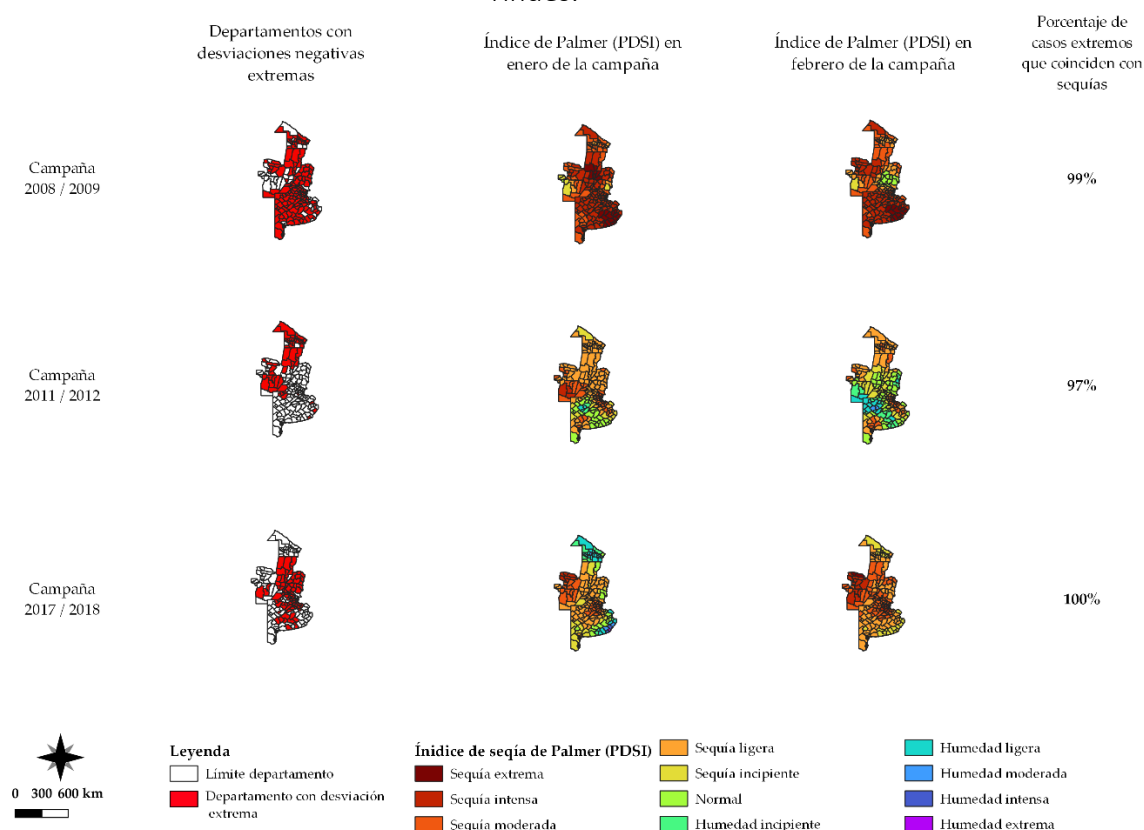 Departamentos con
desviaciones negativas
extremas
Índice de Palmer (PDSI) en
enero de la campaña
Índice de Palmer (PDSI) en
febrero de la campaña
Porcentaje de
casos extremos
que coinciden con
sequías
Campaña
2008 / 2009
99%
Campaña
2011 / 2012
97%
Campaña
2017 / 2018
100%
0 300 600 km
Leyenda
Límite departamento
Departamento con desviación
extrema
Ínidice de seqía de Palmer (PDSI)
Sequía extrema
Sequía intensa
Sequía moderada
Sequía ligera
Sequía incipiente
Normal
Humedad incipiente
Humedad ligera
Humedad moderada
Humedad intensa
Humedad extrema